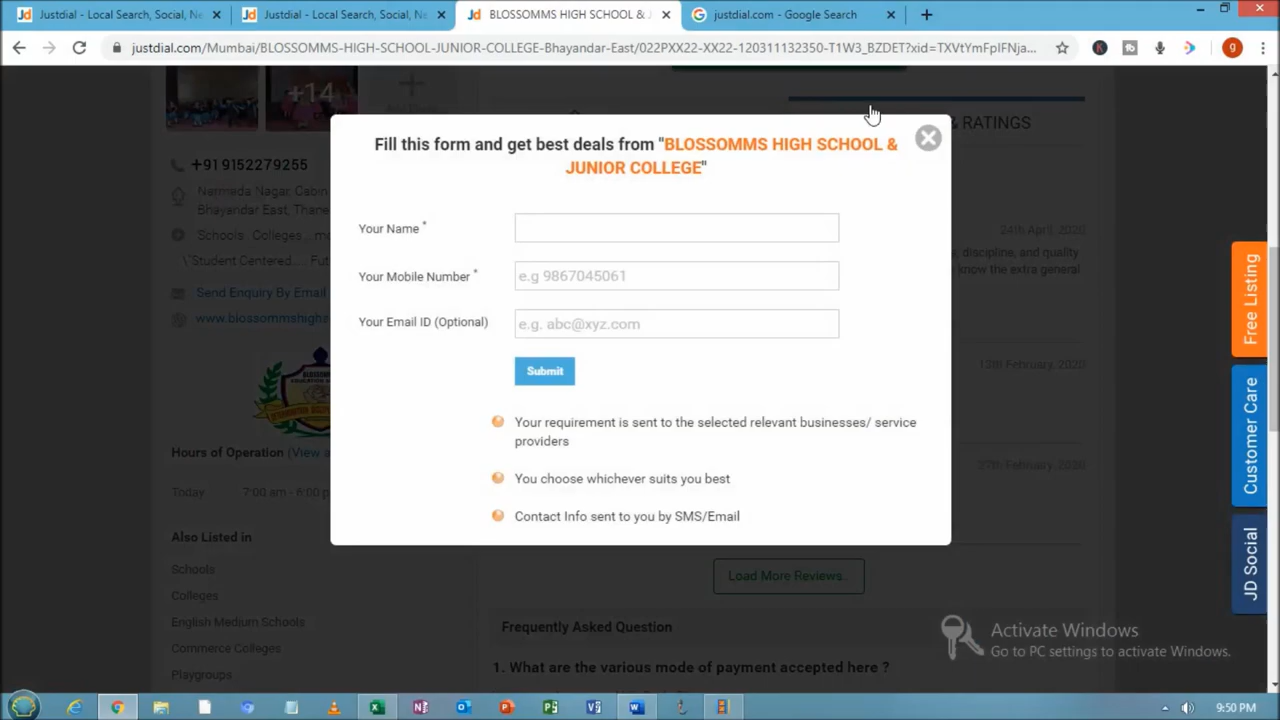 Justdial - Local Search, Social, Ne
Justdial - Local Search, Social, Ne
BLOSSOMMS HIGH SCHOOL & J
justdial.com - Google Search
justdial.com/Mumbai/BLOSSOMMS-HIGH-SCHOOL-JUNIOR-COLLEGE-Bhayandar-East/022PXX22-XX22-120311132350-T1W3_BZDET?xid=TXVtYmFpIFNja...
+14
& RATINGS
Fill this form and get best deals from "BLOSSOMMS HIGH SCHOOL &
JUNIOR COLLEGE"
Your Name *
Your Mobile Number *
e.g 9867045061
Your Email ID (Optional)
e.g. abc@xyz.com
Submit
Your requirement is sent to the selected relevant businesses/ service
providers
You choose whichever suits you best
Contact Info sent to you by SMS/Email
+91 9152279255
Narmeda Nagar, Cabin
Bhayandar East, Thane
Schools, Colleges
"Student Centered.... Fut
Send Enquiry By Email
www.blossommshighs
Hours of Operation (View a
Today 7:00 am - 6:00 p
Also Listed in
Schools
Colleges
English Medium Schools
Commerce Colleges
Playgroups
24th April, 2020
, discipline, and quality
know the extra general
13th February, 2020
27th February, 2020
Load More Reviews..
Frequently Asked Question
1. What are the various mode of payment accepted here ?
Free Listing
Customer Care
JD Social
Activate Windows
Go to PC settings to activate Windows.
9:50 PM